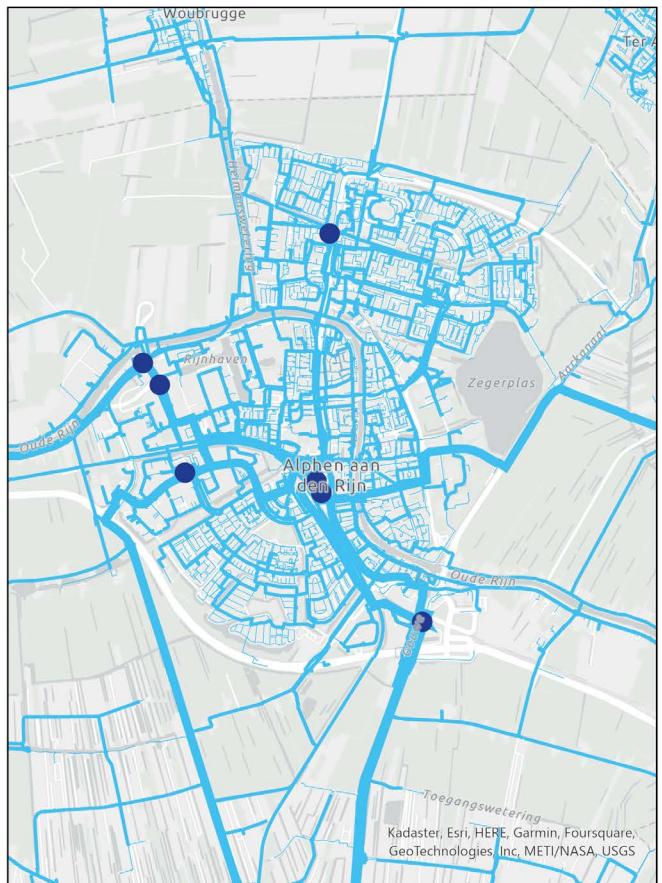 Woubrugge
Ter A
Heimanswetering
Rijnhaven
Zegerplas
Aarkanaal
Oude Rijn
Alphen aan
den Rijn
Oude Rijn
Toegangswetering
Kadaster, Esri, HERE, Garmin, Foursquare,
GeoTechnologies, Inc, METI/NASA, USGS